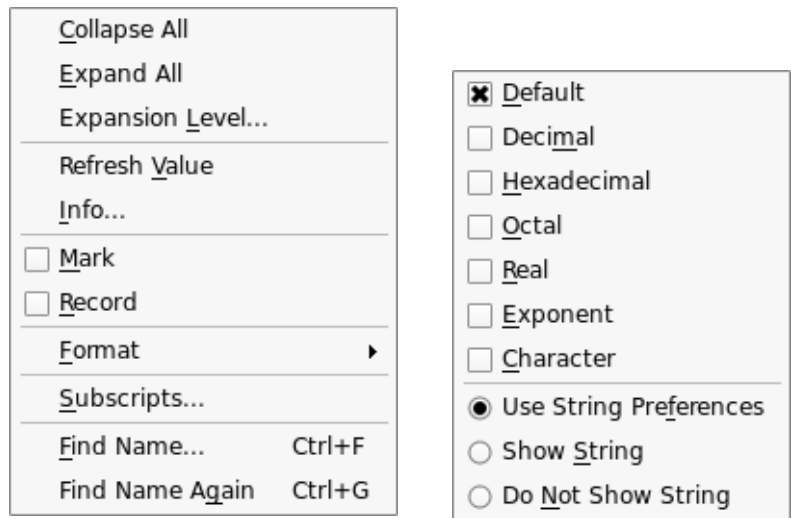 Collapse All
Expand All
Expansion Level...
Refresh Value
Info...
Mark
Record
Format
Subscripts...
Find Name... Ctrl+F
Find Name Again Ctrl+G
Default
Decimal
Hexadecimal
Octal
Real
Exponent
Character
Use String Preferences
Show String
Do Not Show String